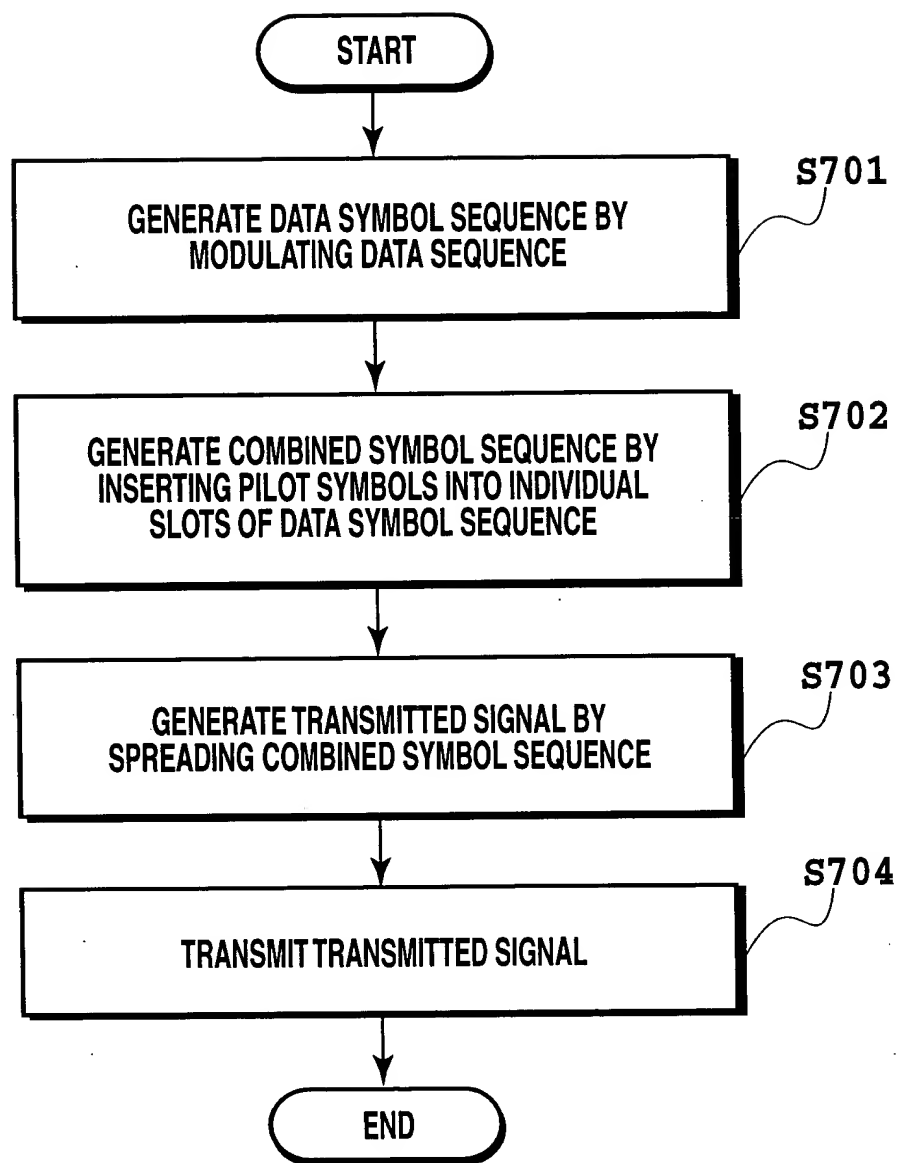 START
S701
GENERATE DATA SYMBOL SEQUENCE BY
MODULATING DATA SEQUENCE
S702
GENERATE COMBINED SYMBOL SEQUENCE BY
INSERTING PILOT SYMBOLS INTO INDIVIDUAL
SLOTS OF DATA SYMBOL SEQUENCE
S703
GENERATE TRANSMITTED SIGNAL BY
SPREADING COMBINED SYMBOL SEQUENCE
S704
TRANSMIT TRANSMITTED SIGNAL
END